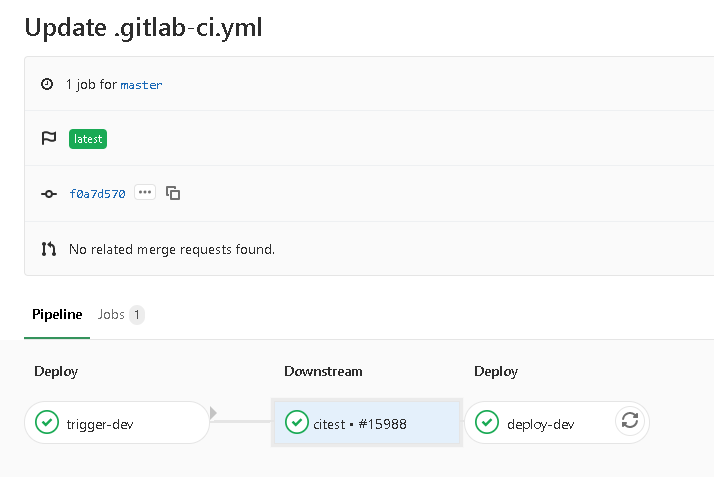 Update .gitlab-ci.yml
1 job for master
latest
f0a7d570 ···
No related merge requests found.
Pipeline Jobs 1
Deploy Downstream Deploy
trigger-dev citest • #15988 deploy-dev